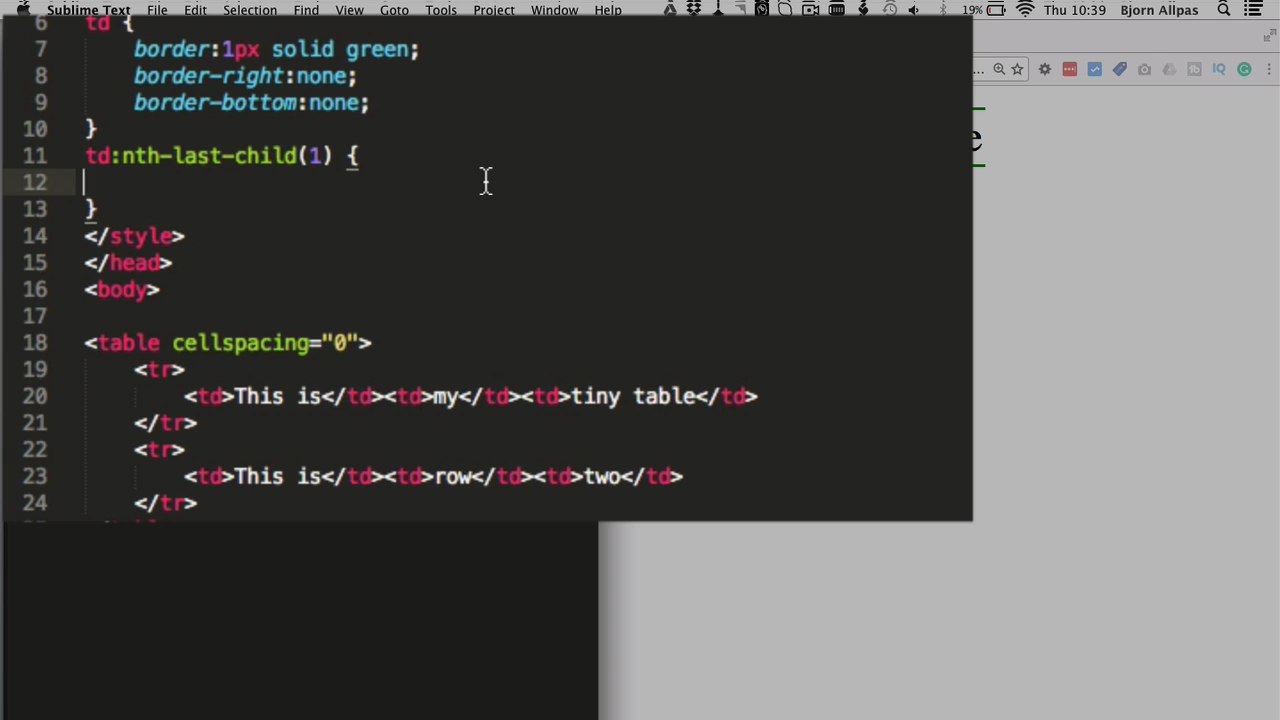 Sublime Text File Edit Selection Find View Goto Tools Project Window Help 19% Thu 10:39 Bjorn Allpas
6 td {
7 border:1px solid green;
8 border-right:none;
9 border-bottom:none;
10 }
11 td:nth-last-child(1) {
12
13 }
14 </style>
15 </head>
16 <body>
17
18 <table cellspacing="0">
19 <tr>
20 <td>This is</td><td>my</td><td>tiny table</td>
21 </tr>
22 <tr>
23 <td>This is</td><td>row</td><td>two</td>
24 </tr>